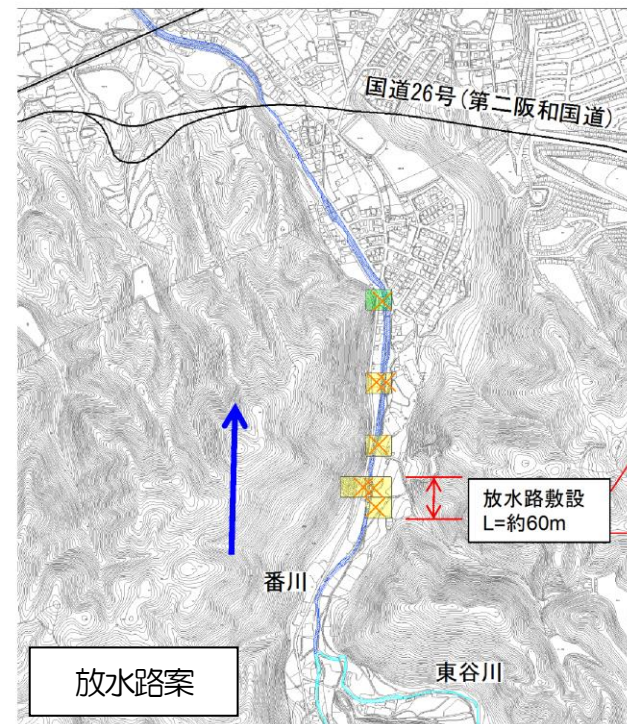 国道26号(第二阪和国道)
放水路敷設
L=約60m
番川
東谷川
放水路案